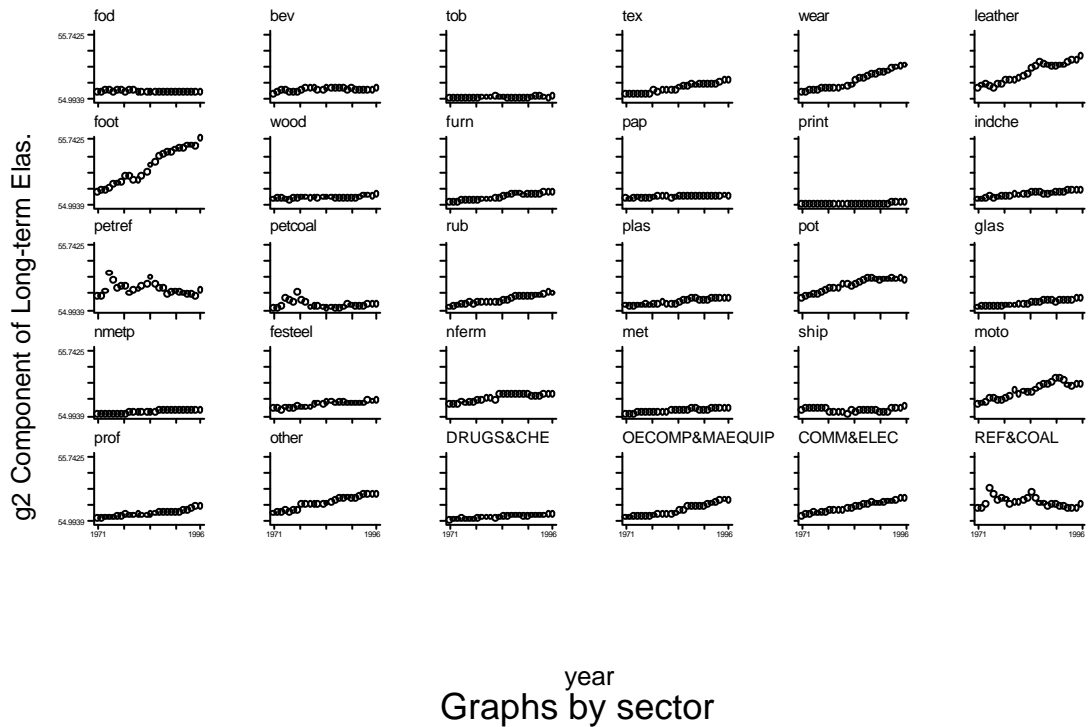 fod bev tob tex wear leather
55.7425
54.9939
foot wood furn pap print indche
55.7425
54.9939
petref petcoal rub plas pot glas
55.7425
54.9939
nmetp festeel nferm met ship moto
55.7425
54.9939
prof other DRUGS&CHE OECOMP&MAEQUIP COMM&ELEC REF&COAL
55.7425
54.9939
1971 1996 1971 1996 1971 1996 1971 1996 1971 1996 1971 1996
g2 Component of Long-term Elas.
year
Graphs by sector